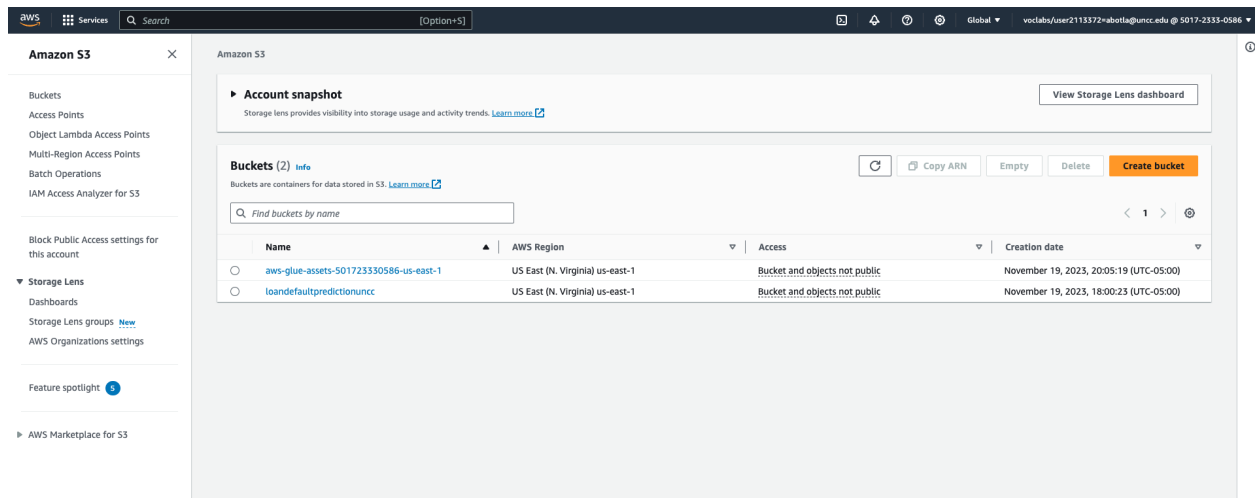 aws Services Search [Option+S] Global voclabs/user2113372=abotla@uncc.edu @ 5017-2333-0586
Amazon S3
Buckets
Access Points
Object Lambda Access Points
Multi-Region Access Points
Batch Operations
IAM Access Analyzer for S3
Block Public Access settings for
this account
Storage Lens
Dashboards
Storage Lens groups New
AWS Organizations settings
Feature spotlight 5
AWS Marketplace for S3
Amazon S3
Account snapshot
View Storage Lens dashboard
Storage lens provides visibility into storage usage and activity trends. Learn more
Buckets (2) Info
Copy ARN Empty Delete Create bucket
Buckets are containers for data stored in S3. Learn more
Find buckets by name
1
Name AWS Region Access Creation date
aws-glue-assets-501723330586-us-east-1 US East (N. Virginia) us-east-1 Bucket and objects not public November 19, 2023, 20:05:19 (UTC-05:00)
loandefaultpredictionuncc US East (N. Virginia) us-east-1 Bucket and objects not public November 19, 2023, 18:00:23 (UTC-05:00)